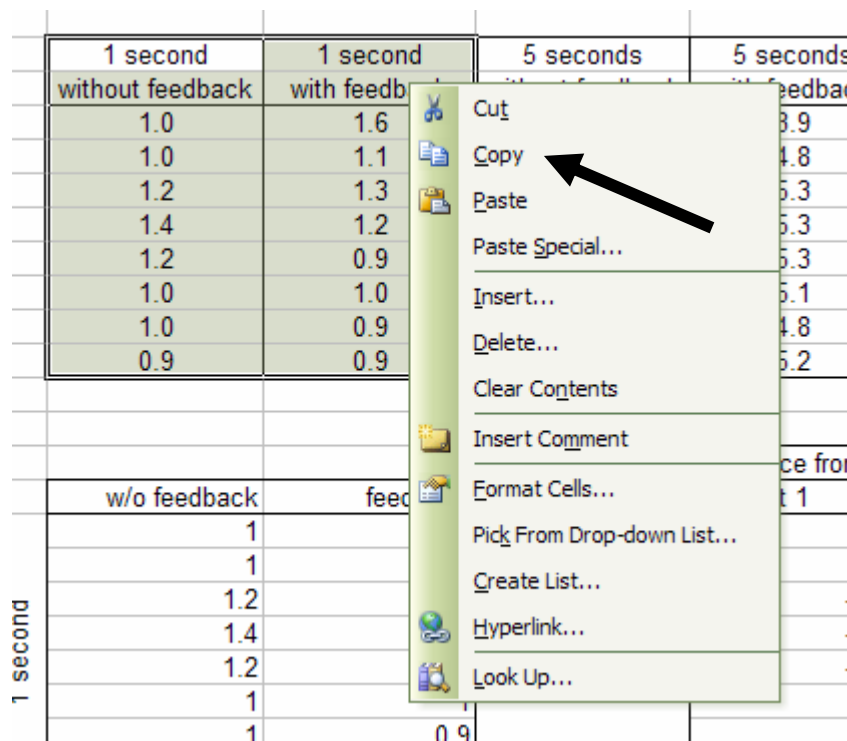 1 second 1 second 5 seconds 5 seconds
without feedback with
1.0 1.6
1.0 1.1
1.2 1.3
1.4 1.2
1.2 0.9
1.0 1.0
1.0 0.9
0.9 0.9
Cut
Copy
Paste
Paste Special...
Insert...
Delete...
Clear Contents
Insert Comment
Format Cells...
Pick From Drop-down List...
Create List...
Hyperlink...
Look Up...
w/o feedback
1
1
1.2
1.4
1.2
1
1 0.9
1 second